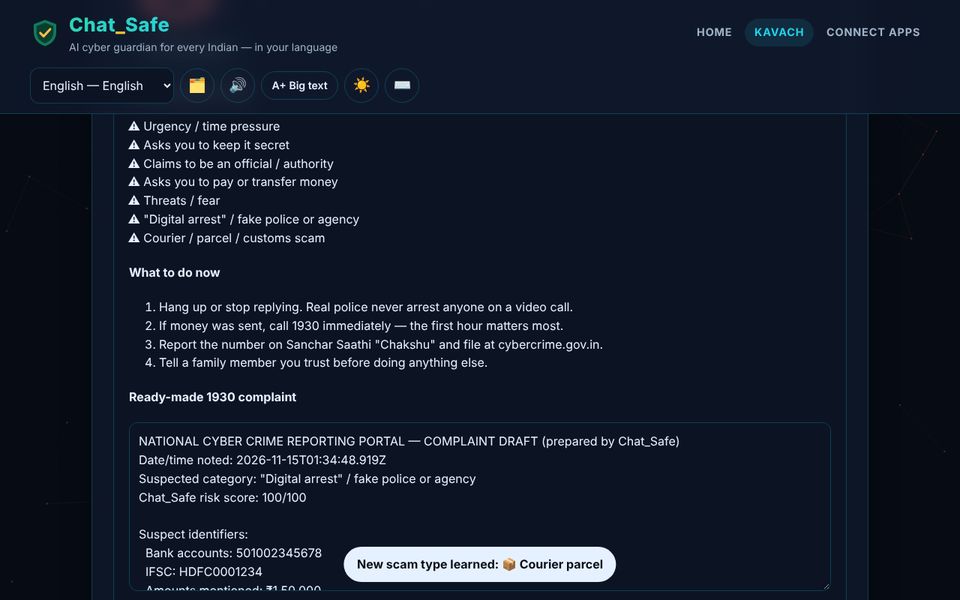 Chat_Safe
AI cyber guardian for every Indian — in your language
HOME
KAVACH
CONNECT APPS
English — English
A+ Big text
⚠ Urgency / time pressure
⚠ Asks you to keep it secret
⚠ Claims to be an official / authority
⚠ Asks you to pay or transfer money
⚠ Threats / fear
⚠ "Digital arrest" / fake police or agency
⚠ Courier / parcel / customs scam
What to do now
1. Hang up or stop replying. Real police never arrest anyone on a video call.
2. If money was sent, call 1930 immediately — the first hour matters most.
3. Report the number on Sanchar Saathi "Chakshu" and file at cybercrime.gov.in.
4. Tell a family member you trust before doing anything else.
Ready-made 1930 complaint
NATIONAL CYBER CRIME REPORTING PORTAL — COMPLAINT DRAFT (prepared by Chat_Safe)
Date/time noted: 2026-11-15T01:34:48.919Z
Suspected category: "Digital arrest" / fake police or agency
Chat_Safe risk score: 100/100
Suspect identifiers:
Bank accounts: 501002345678
IFSC: HDFC0001234
Amounts mentioned: ₹1,50,000
New scam type learned: 📦 Courier parcel